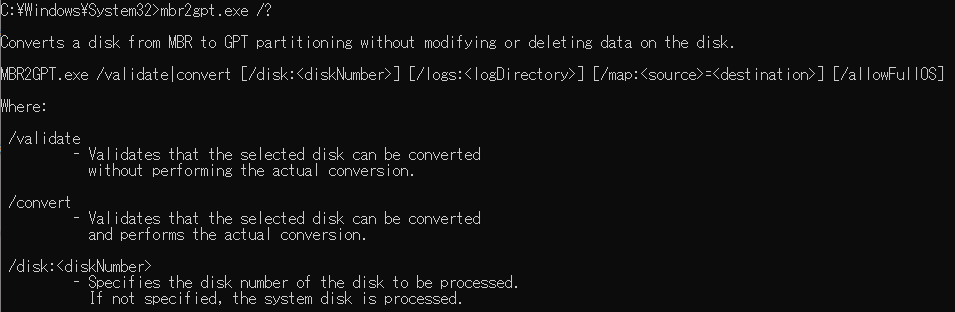 C:¥Windows¥System32>mbr2gpt.exe /?
Converts a disk from MBR to GPT partitioning without modifying or deleting data on the disk.
MBR2GPT.exe /validate|convert [/disk:<diskNumber>] [/logs:<logDirectory>] [/map:<source>=<destination>] [/allowFullOS]
Where:
/validate
- Validates that the selected disk can be converted
without performing the actual conversion.
/convert
- Validates that the selected disk can be converted
and performs the actual conversion.
/disk:<diskNumber>
- Specifies the disk number of the disk to be processed.
If not specified, the system disk is processed.